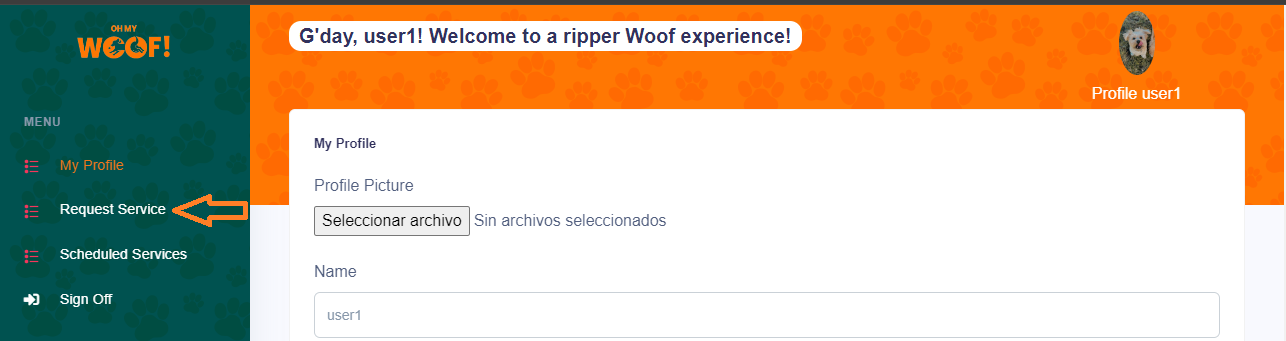 OH MY
WOOF!
MENU
My Profile
Request Service
Scheduled Services
Sign Off
G'day, user1! Welcome to a ripper Woof experience!
Profile user1
My Profile
Profile Picture
Seleccionar archivo Sin archivos seleccionados
Name
user1